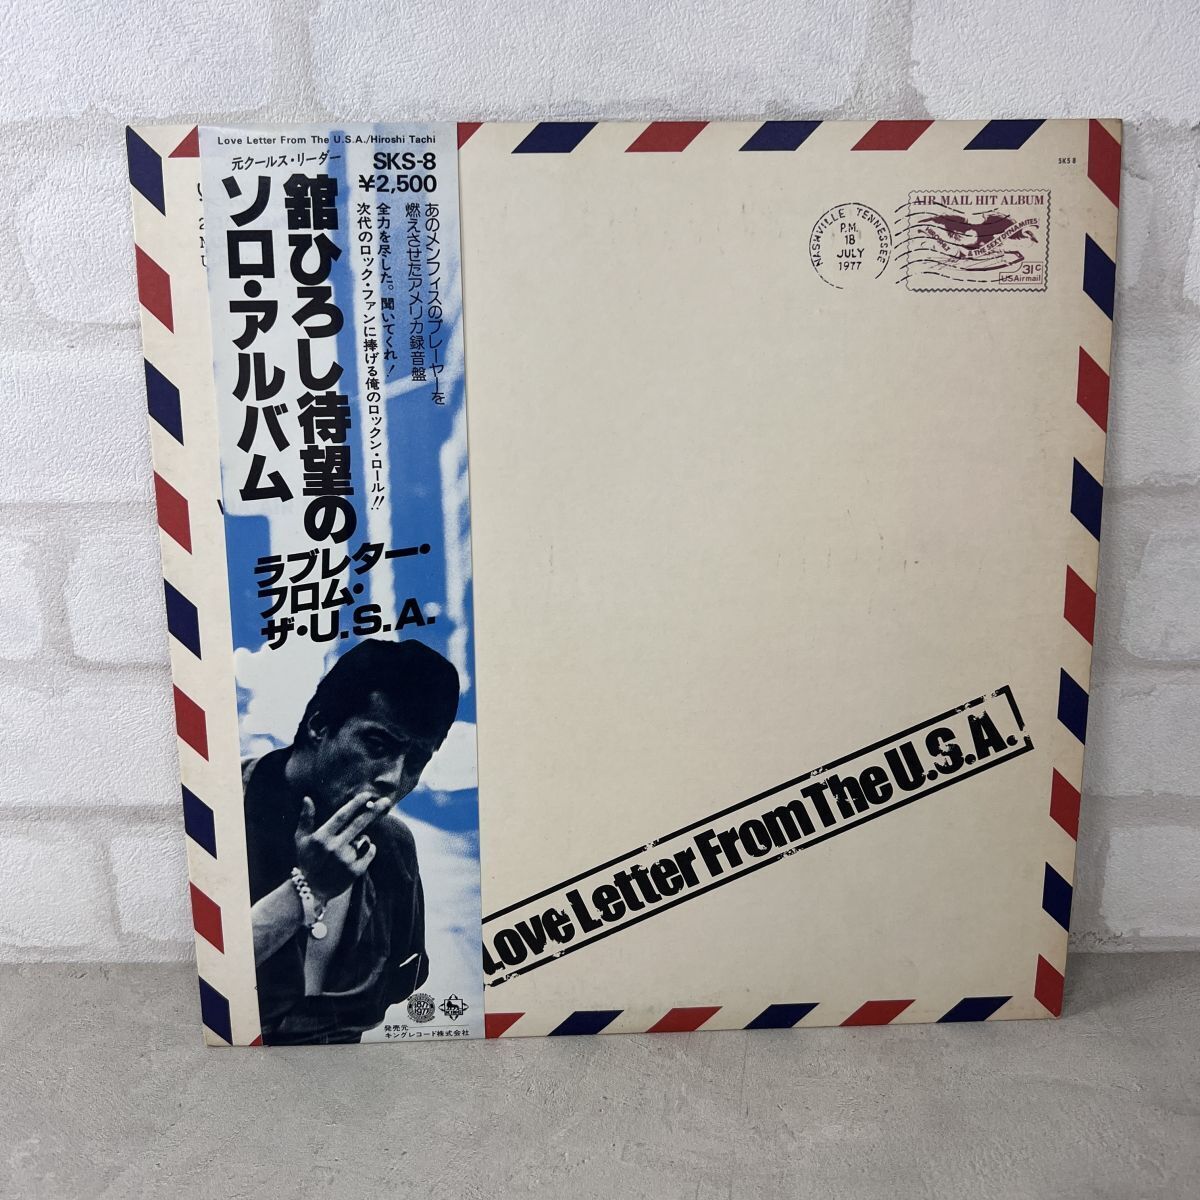 Love Letter From The U.S.A./Hiroshi Tachi
元クールス・リーダー
SKS-8
¥2,500
舘ひろし待望の
ソロ・アルバム
あのメンフィスのプレーヤーを
燃えさせたアメリカ録音盤
全力を尽した。聞いてくれ!
次代のロック・ファンに捧げる俺のロックン・ロール!!
ラブレター・
フロム・
ザ・U.S.A.
1977
発売元
キングレコード株式会社
SKS 8
NASHVILLE TENNESSEE
P.M.
18
JULY
1977
AIR MAIL HIT ALBUM
& THE SEXY DYNAMITES
31c
USAirmail
Love Letter From The U.S.A.